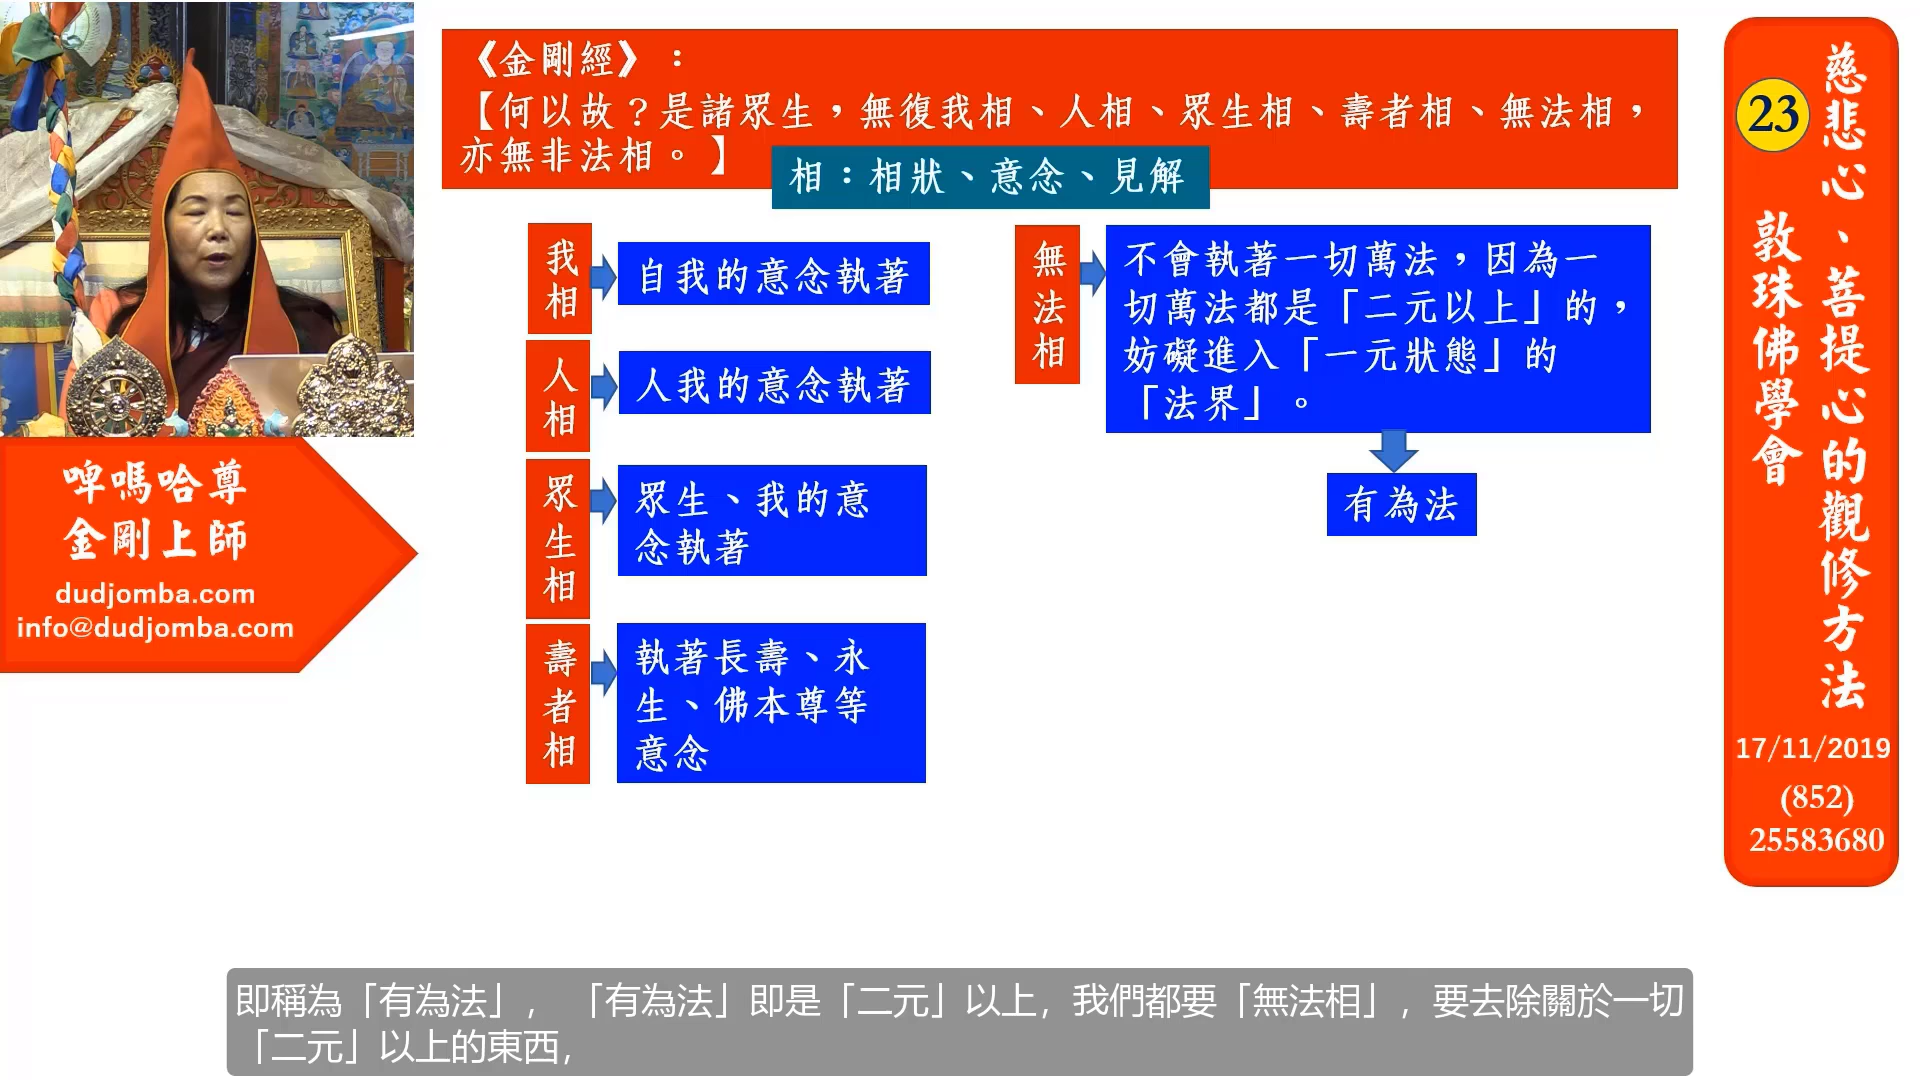 《金剛經》：
【何以故？是諸眾生，無復我相、人相、眾生相、壽者相、無法相，
亦無非法相。】
相：相狀、意念、見解
我相
自我的意念執著
人相
人我的意念執著
眾生相
眾生、我的意
念執著
壽者相
執著長壽、永
生、佛本尊等
意念
無法相
不會執著一切萬法，因為一
切萬法都是「二元以上」的，
妨礙進入「一元狀態」的
「法界」。
有為法
啤嗎哈尊
金剛上師
dudjomba.com
info@dudjomba.com
慈悲心、菩提心的觀修方法
23
敦珠佛學會
17/11/2019
(852)
25583680
即稱為「有為法」，「有為法」即是「二元」以上，我們都要「無法相」，要去除關於一切
「二元」以上的東西，